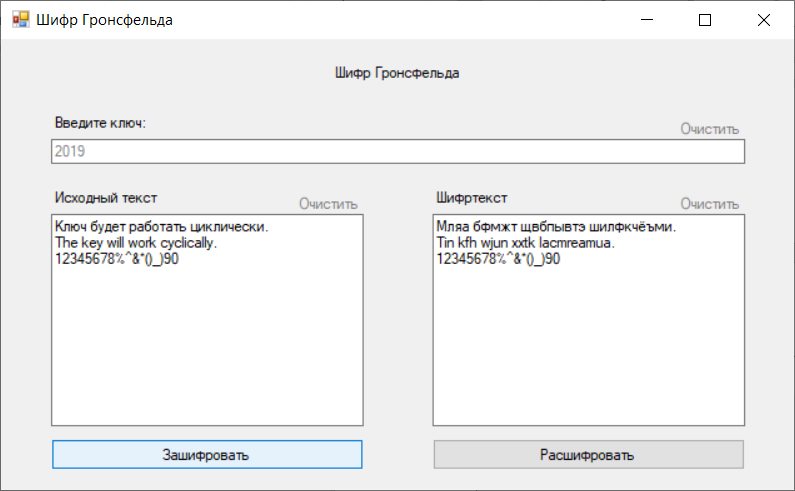 Шифр Гронсфельда
Шифр Гронсфельда
Введите ключ:
Очистить
2019
Исходный текст
Очистить
Ключ будет работать циклически.
The key will work cyclically.
12345678%^&*()_)90
Шифртекст
Очистить
Мляа бфмжт щвбпывтэ шилфкчёъми.
Tin kfh wjun xxtk lacmreamua.
12345678%^&*()_)90
Зашифровать
Расшифровать